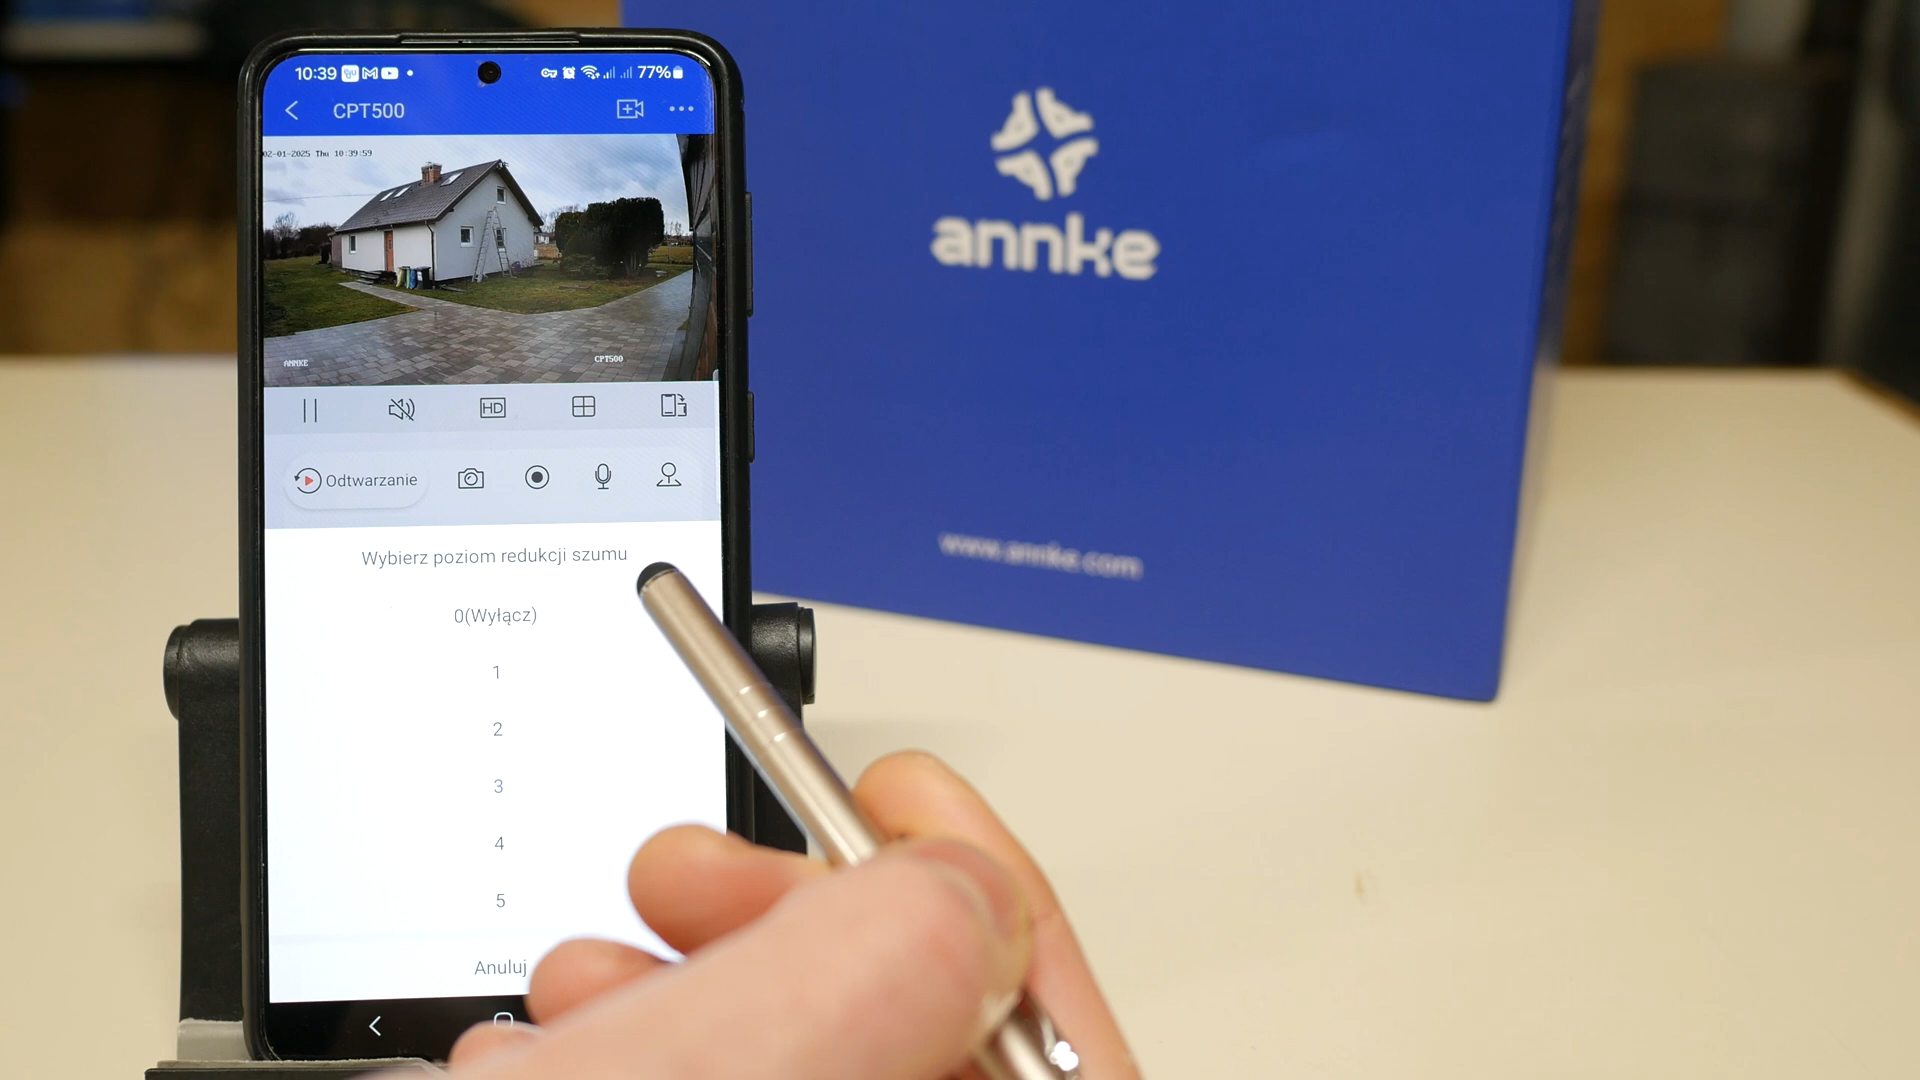 10:39
77%
CPT500
02-01-2025 Thu 10:39:59
ANNKE
CPT500
HD
Odtwarzanie
Wybierz poziom redukcji szumu
0(Wyłącz)
1
2
3
4
5
Anuluj
annke
www.annke.com